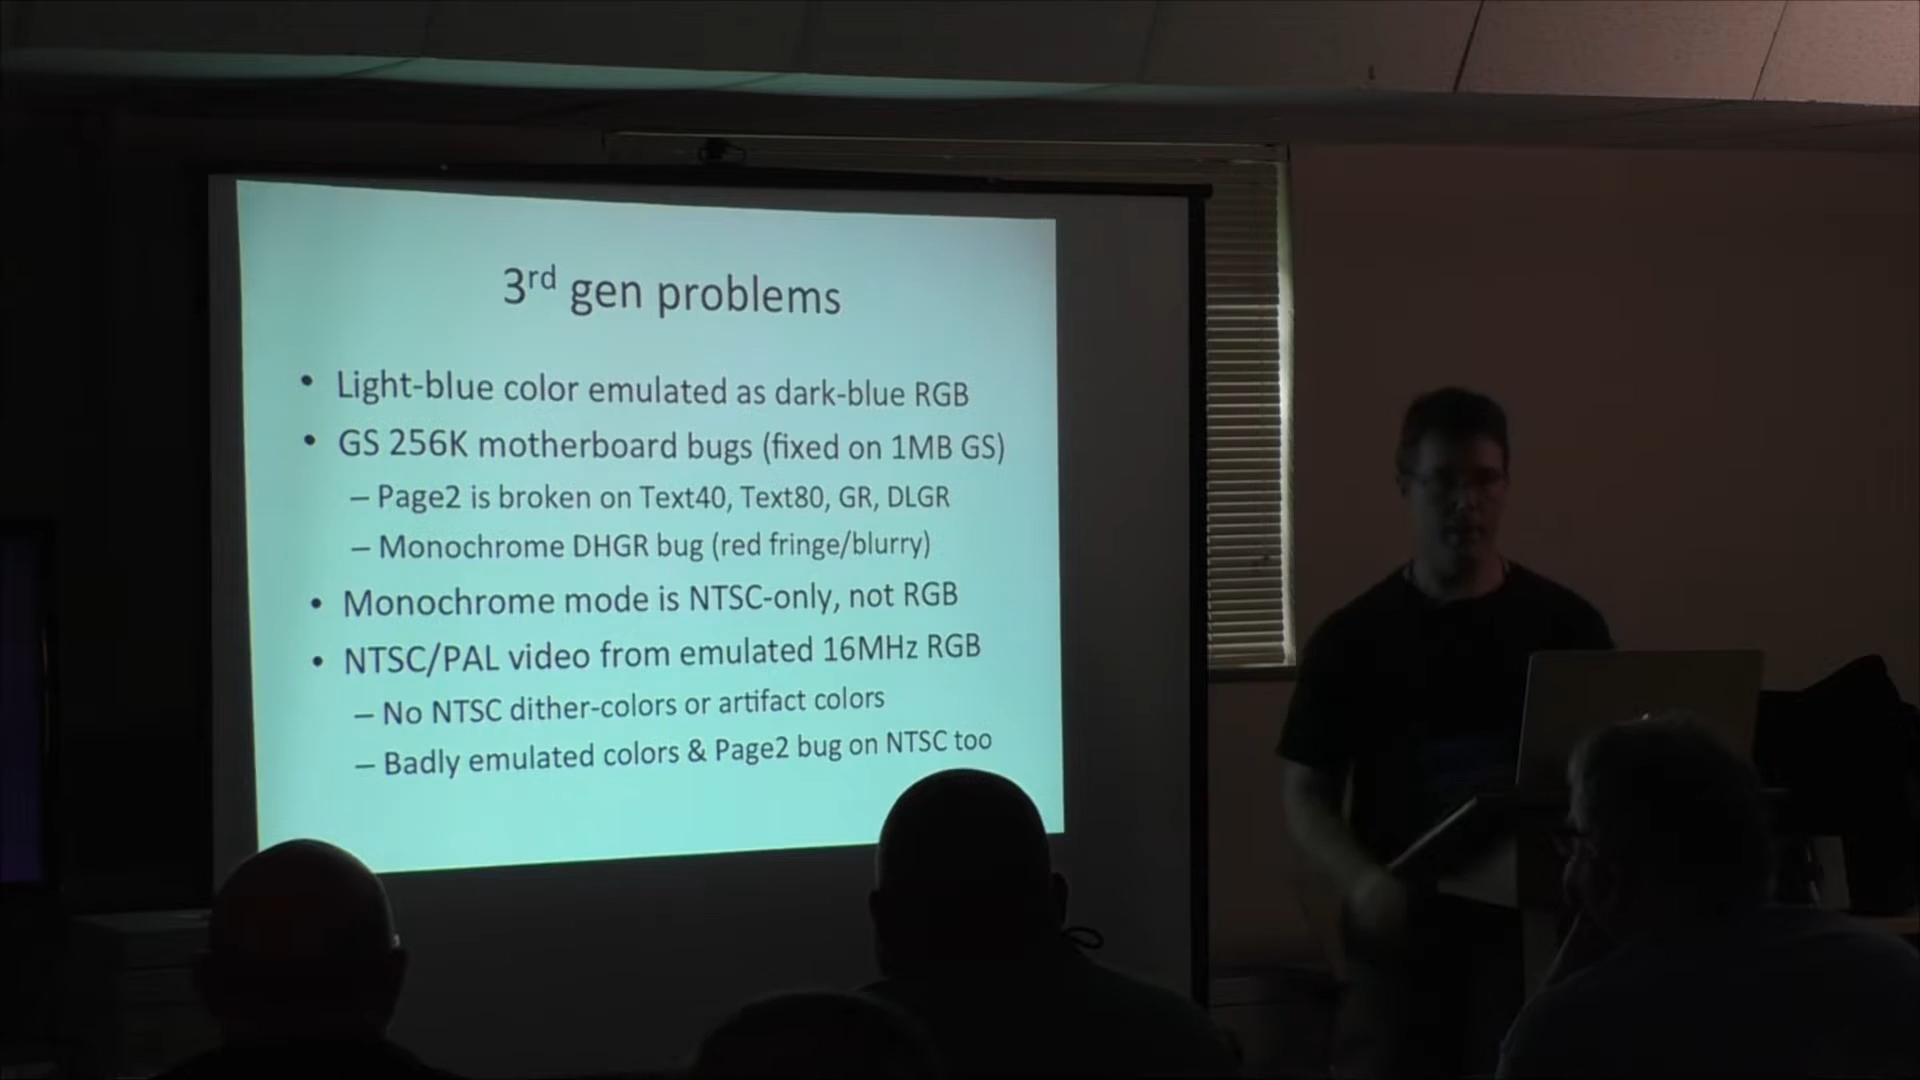 3rd gen problems
• Light-blue color emulated as dark-blue RGB
• GS 256K motherboard bugs (fixed on 1MB GS)
– Page2 is broken on Text40, Text80, GR, DLGR
– Monochrome DHGR bug (red fringe/blurry)
• Monochrome mode is NTSC-only, not RGB
• NTSC/PAL video from emulated 16MHz RGB
– No NTSC dither-colors or artifact colors
– Badly emulated colors & Page2 bug on NTSC too